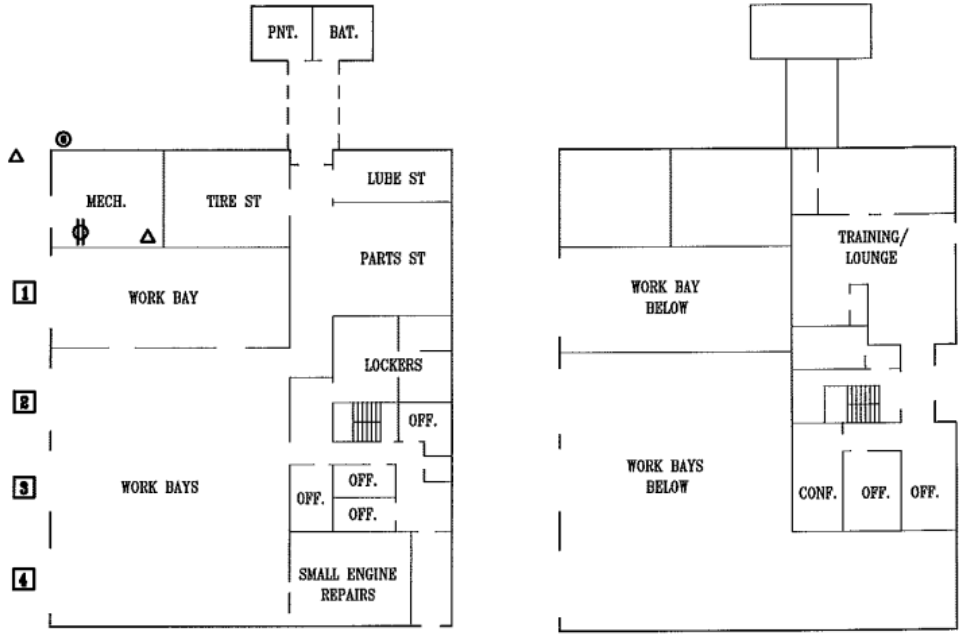 PNT.
BAT.
LUBE ST
MECH.
TIRE ST
PARTS ST
1
WORK BAY
LOCKERS
2
OFF.
3
WORK BAYS
OFF.
OFF.
OFF.
4
SMALL ENGINE
REPAIRS
TRAINING/
LOUNGE
WORK BAY
BELOW
WORK BAYS
BELOW
CONF.
OFF.
OFF.